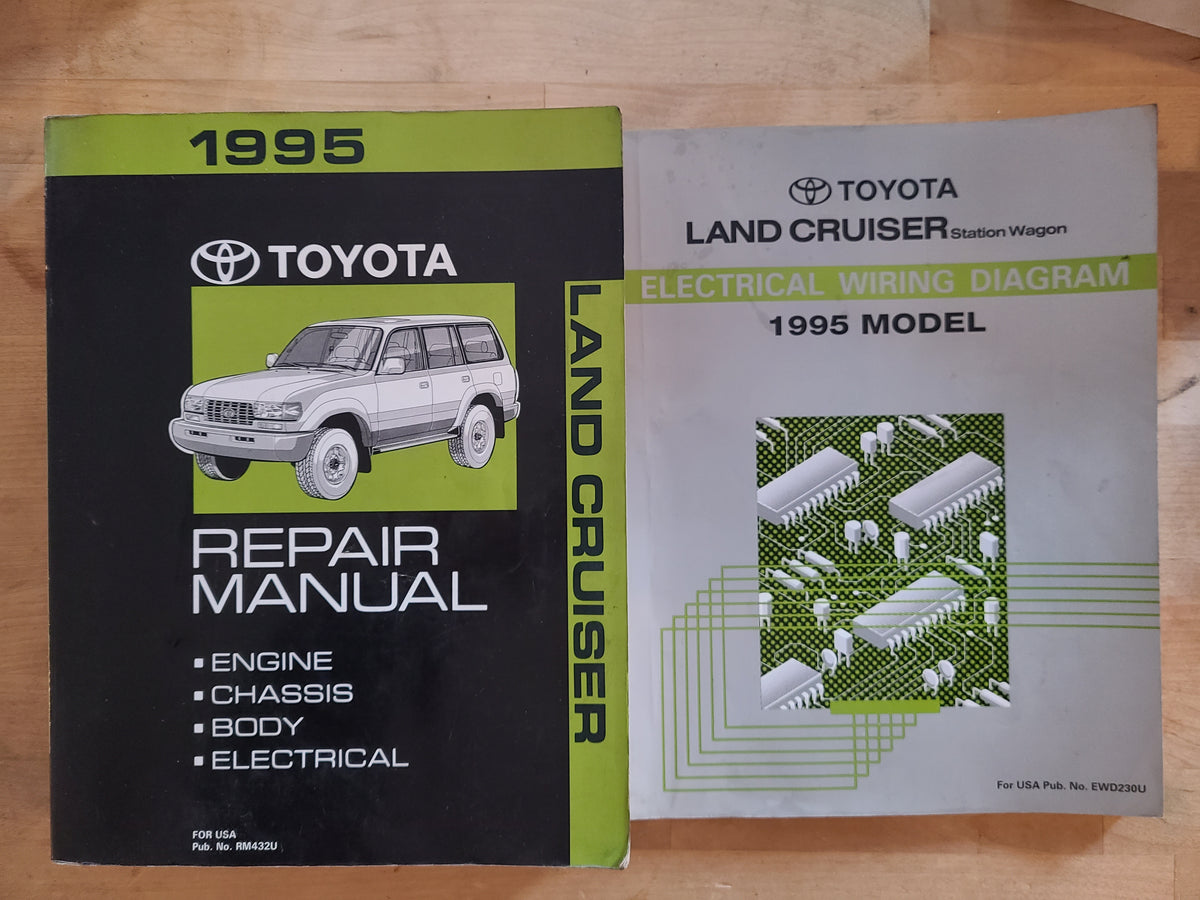 1995
TOYOTA
LAND CRUISER
REPAIR
MANUAL
▪ ENGINE
▪ CHASSIS
▪ BODY
▪ ELECTRICAL
FOR USA
Pub. No. RM432U
TOYOTA
LAND CRUISER Station Wagon
ELECTRICAL WIRING DIAGRAM
1995 MODEL
For USA Pub. No. EWD230U